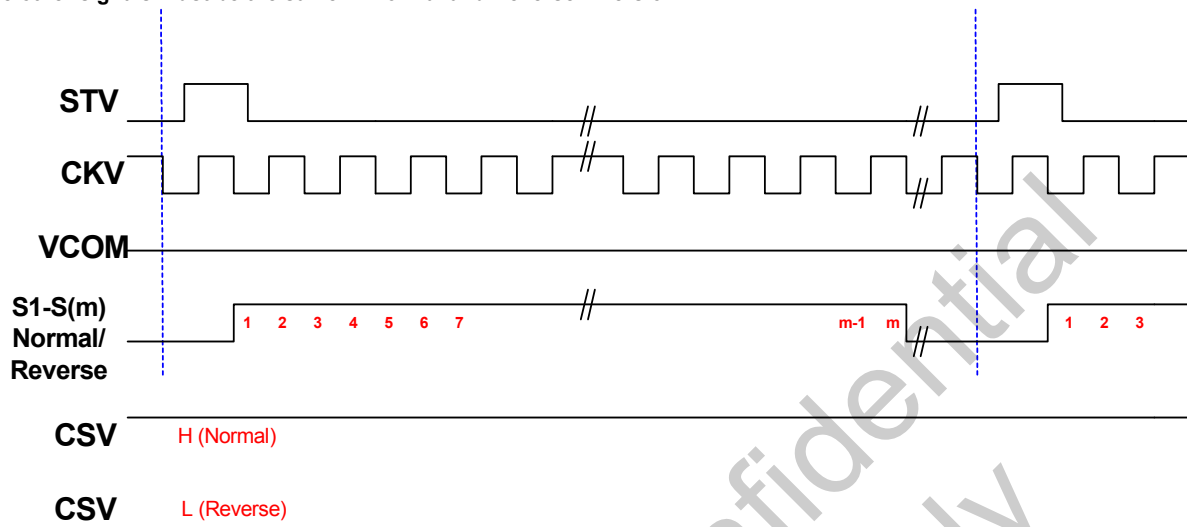 STV
CKV
VCOM
S1-S(m)
Normal/
Reverse
1 2 3 4 5 6 7 m-1 m 1 2 3
CSV H (Normal)
CSV L (Reverse)